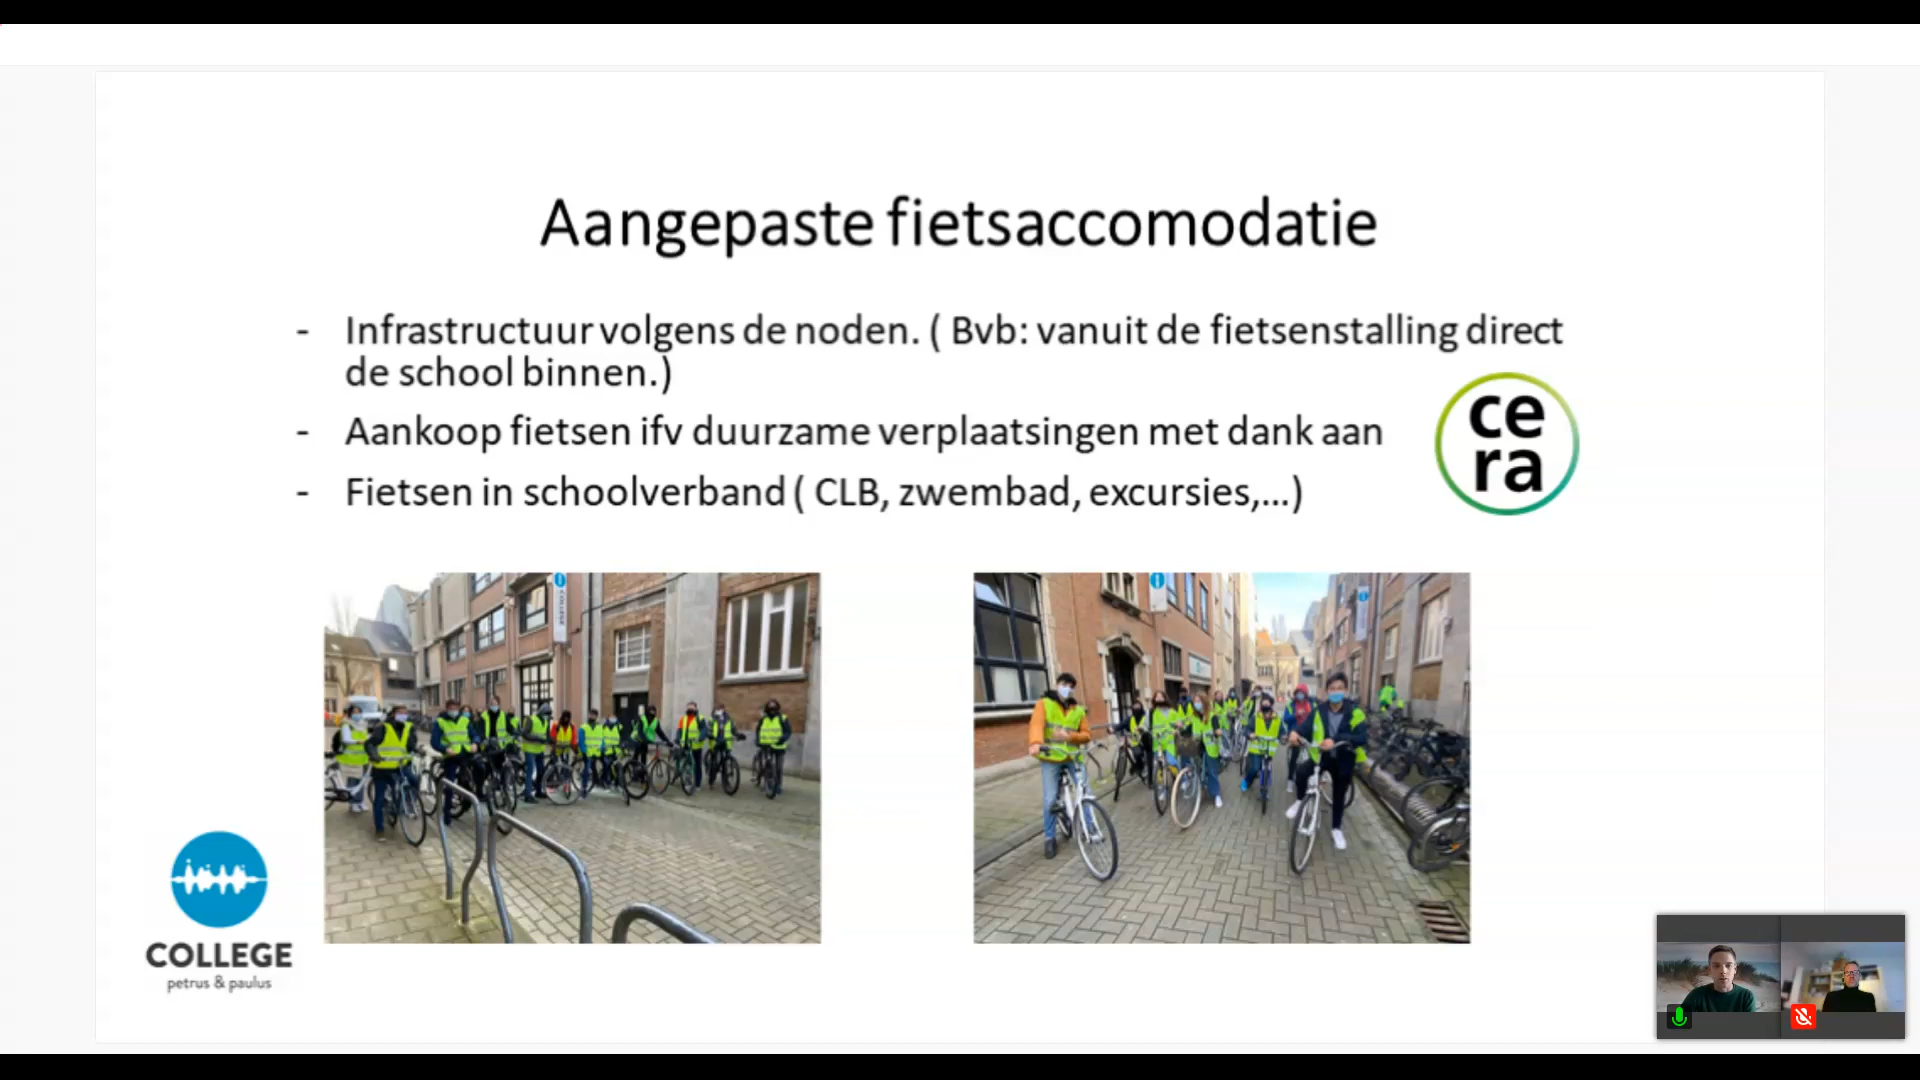 Aangepaste fietsaccomodatie
- Infrastructuur volgens de noden. ( Bvb: vanuit de fietsenstalling direct
de school binnen.)
- Aankoop fietsen ifv duurzame verplaatsingen met dank aan
- Fietsen in schoolverband ( CLB, zwembad, excursies,...)
ce
ra
COLLEGE
petrus & paulus